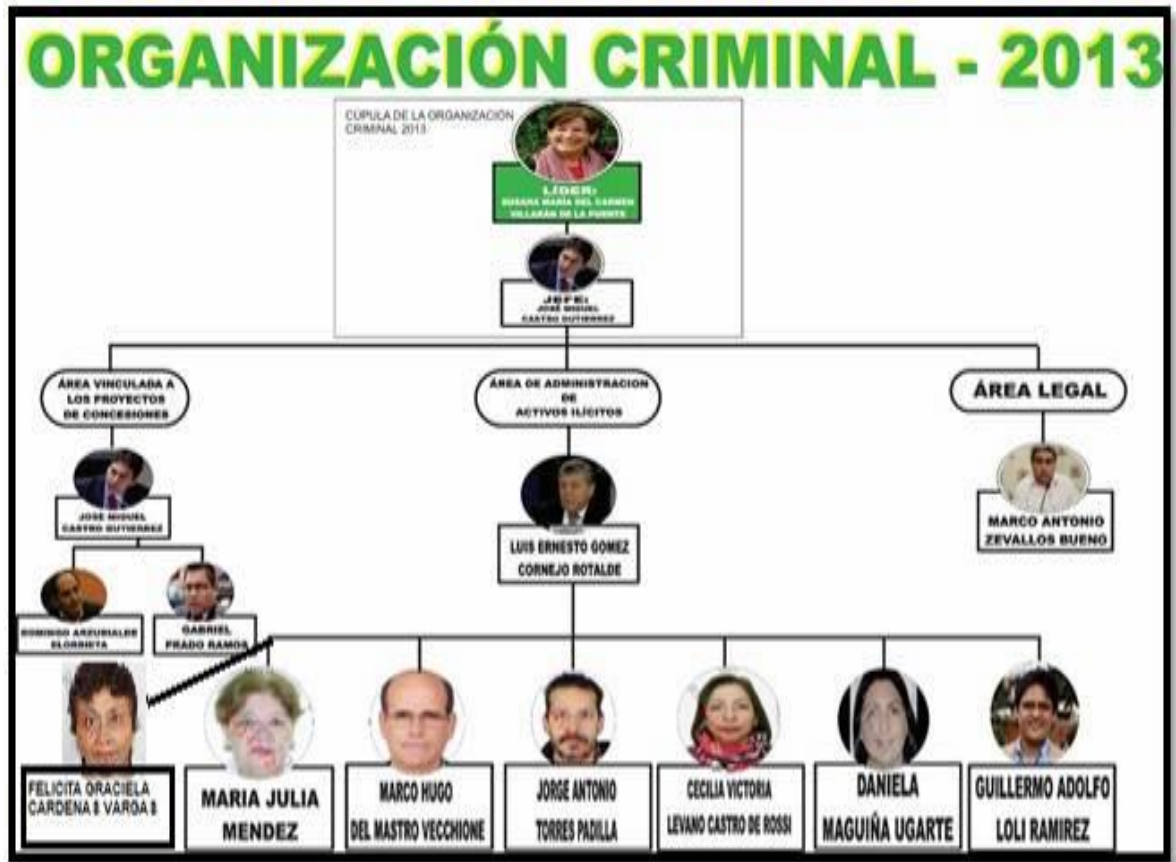 ORGANIZACIÓN CRIMINAL - 2013
CÚPULA DE LA ORGANIZACIÓN
CRIMINAL 2013
LÍDER:
SUSANA MARÍA DEL CARMEN
VILLARÁN DE LA PUENTE
JEFE:
JOSÉ MIGUEL
CASTRO GUTIERREZ
ÁREA VINCULADA A
LOS PROYECTOS
DE CONCESIONES
ÁREA DE ADMINISTRACION
DE
ACTIVOS ILÍCITOS
ÁREA LEGAL
JOSÉ MIGUEL
CASTRO GUTIERREZ
LUIS ERNESTO GOMEZ
CORNEJO ROTALDE
MARCO ANTONIO
ZEVALLOS BUENO
DOMINGO ARZUBIALDE
ELORRIETA
GABRIEL
PRADO RAMOS
FELICITA GRACIELA
CARDENA$ VARGA$
MARIA JULIA
MENDEZ
MARCO HUGO
DEL MASTRO VECCHIONE
JORGE ANTONIO
TORRES PADILLA
CECILIA VICTORIA
LEVANO CASTRO DE ROSSI
DANIELA
MAGUIÑA UGARTE
GUILLERMO ADOLFO
LOLI RAMIREZ